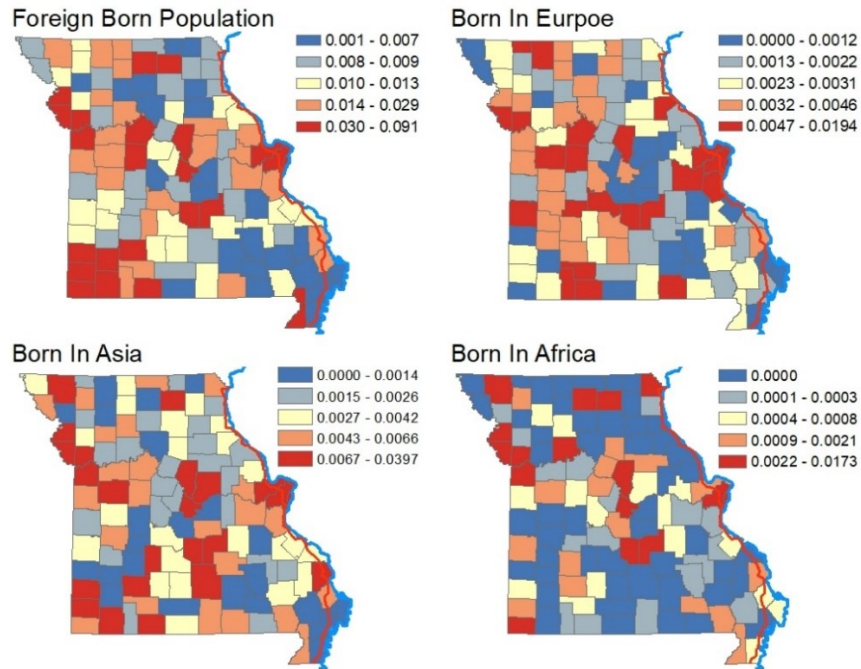 Foreign Born Population
0.001 - 0.007
0.008 - 0.009
0.010 - 0.013
0.014 - 0.029
0.030 - 0.091
Born In Eurpoe
0.0000 - 0.0012
0.0013 - 0.0022
0.0023 - 0.0031
0.0032 - 0.0046
0.0047 - 0.0194
Born In Asia
0.0000 - 0.0014
0.0015 - 0.0026
0.0027 - 0.0042
0.0043 - 0.0066
0.0067 - 0.0397
Born In Africa
0.0000
0.0001 - 0.0003
0.0004 - 0.0008
0.0009 - 0.0021
0.0022 - 0.0173